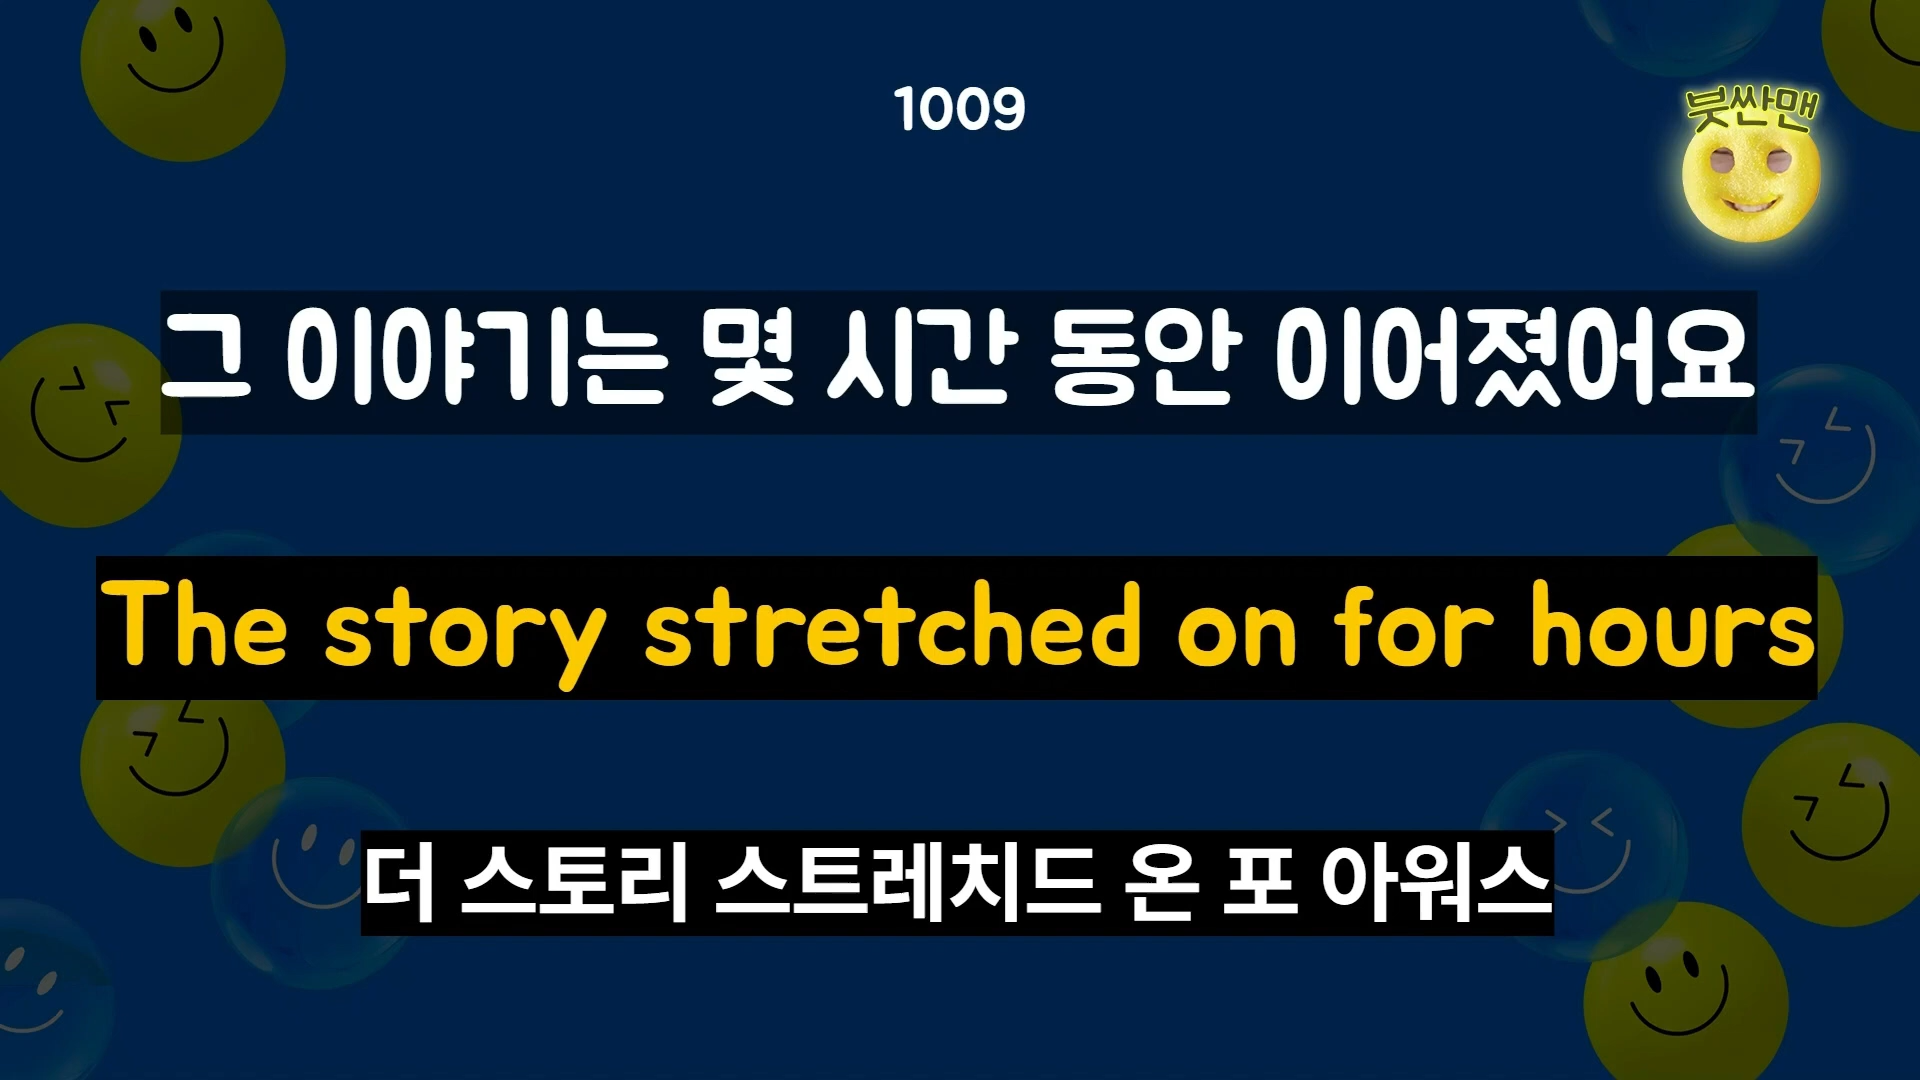 1009
붓싼맨
그 이야기는 몇 시간 동안 이어졌어요
The story stretched on for hours
더 스토리 스트레치드 온 포 아워스